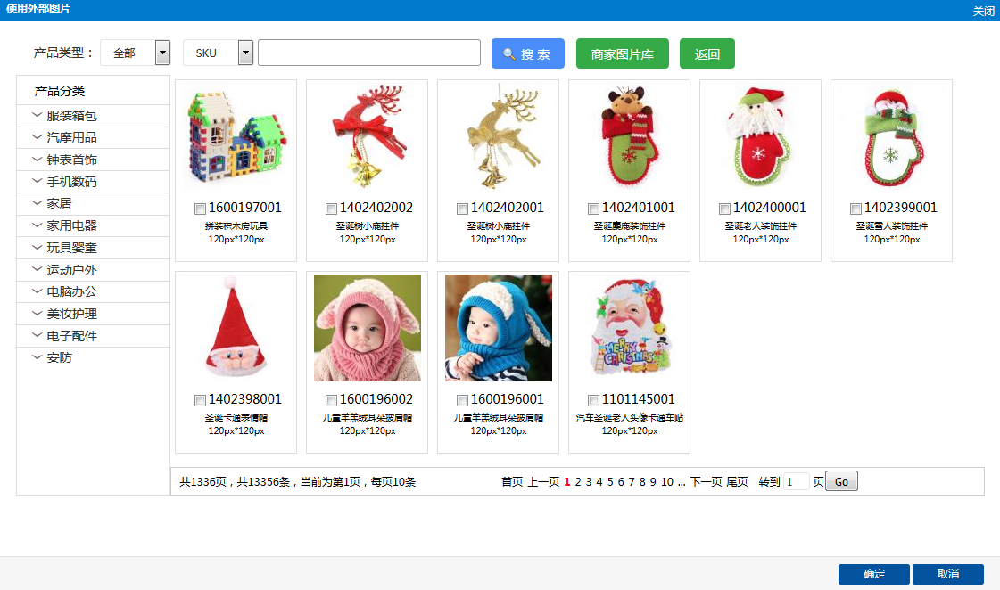 使用外部图片
关闭
产品类型： 全部 SKU 搜 索 商家图片库 返回
产品分类
服装箱包
汽摩用品
钟表首饰
手机数码
家居
家用电器
玩具婴童
运动户外
电脑办公
美妆护理
电子配件
安防
1600197001
拼装积木房玩具
120px*120px
1402402002
圣诞树小鹿挂件
120px*120px
1402402001
圣诞树小鹿挂件
120px*120px
1402401001
圣诞麋鹿装饰挂件
120px*120px
1402400001
圣诞老人装饰挂件
120px*120px
1402399001
圣诞雪人装饰挂件
120px*120px
1402398001
圣诞卡通表情帽
120px*120px
1600196002
儿童羊羔绒耳朵披肩帽
120px*120px
1600196001
儿童羊羔绒耳朵披肩帽
120px*120px
MERRY
CHRISTMAS
1101145001
汽车圣诞老人头像卡通车贴
120px*120px
共1336页，共13356条，当前为第1页，每页10条
首页 上一页 1 2 3 4 5 6 7 8 9 10 ... 下一页 尾页 转到 1 页 Go
确定 取消